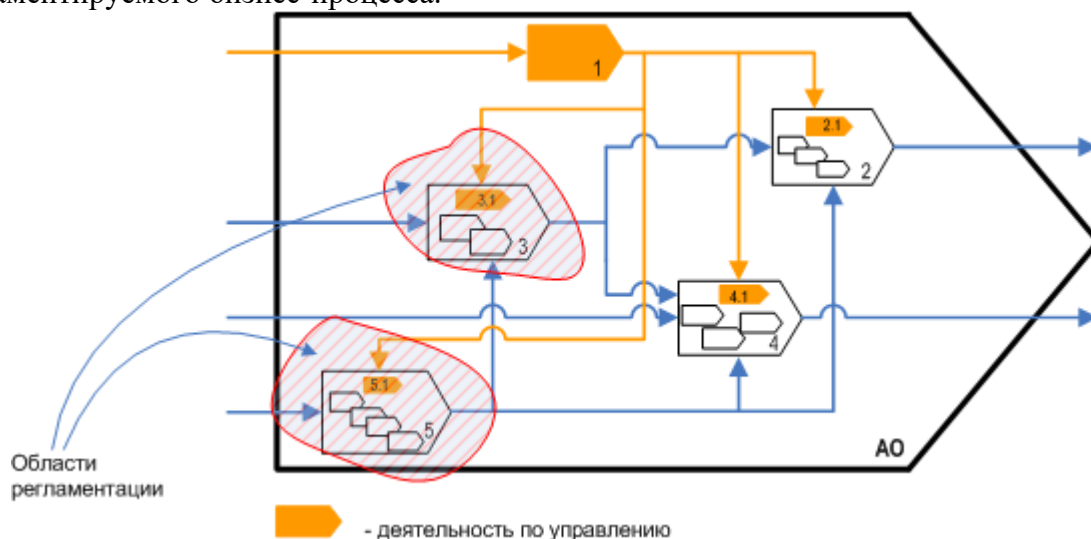 1
2.1
2
3.1
3
4.1
4
5.1
5
АО
Области
регламентации
- деятельность по управлению